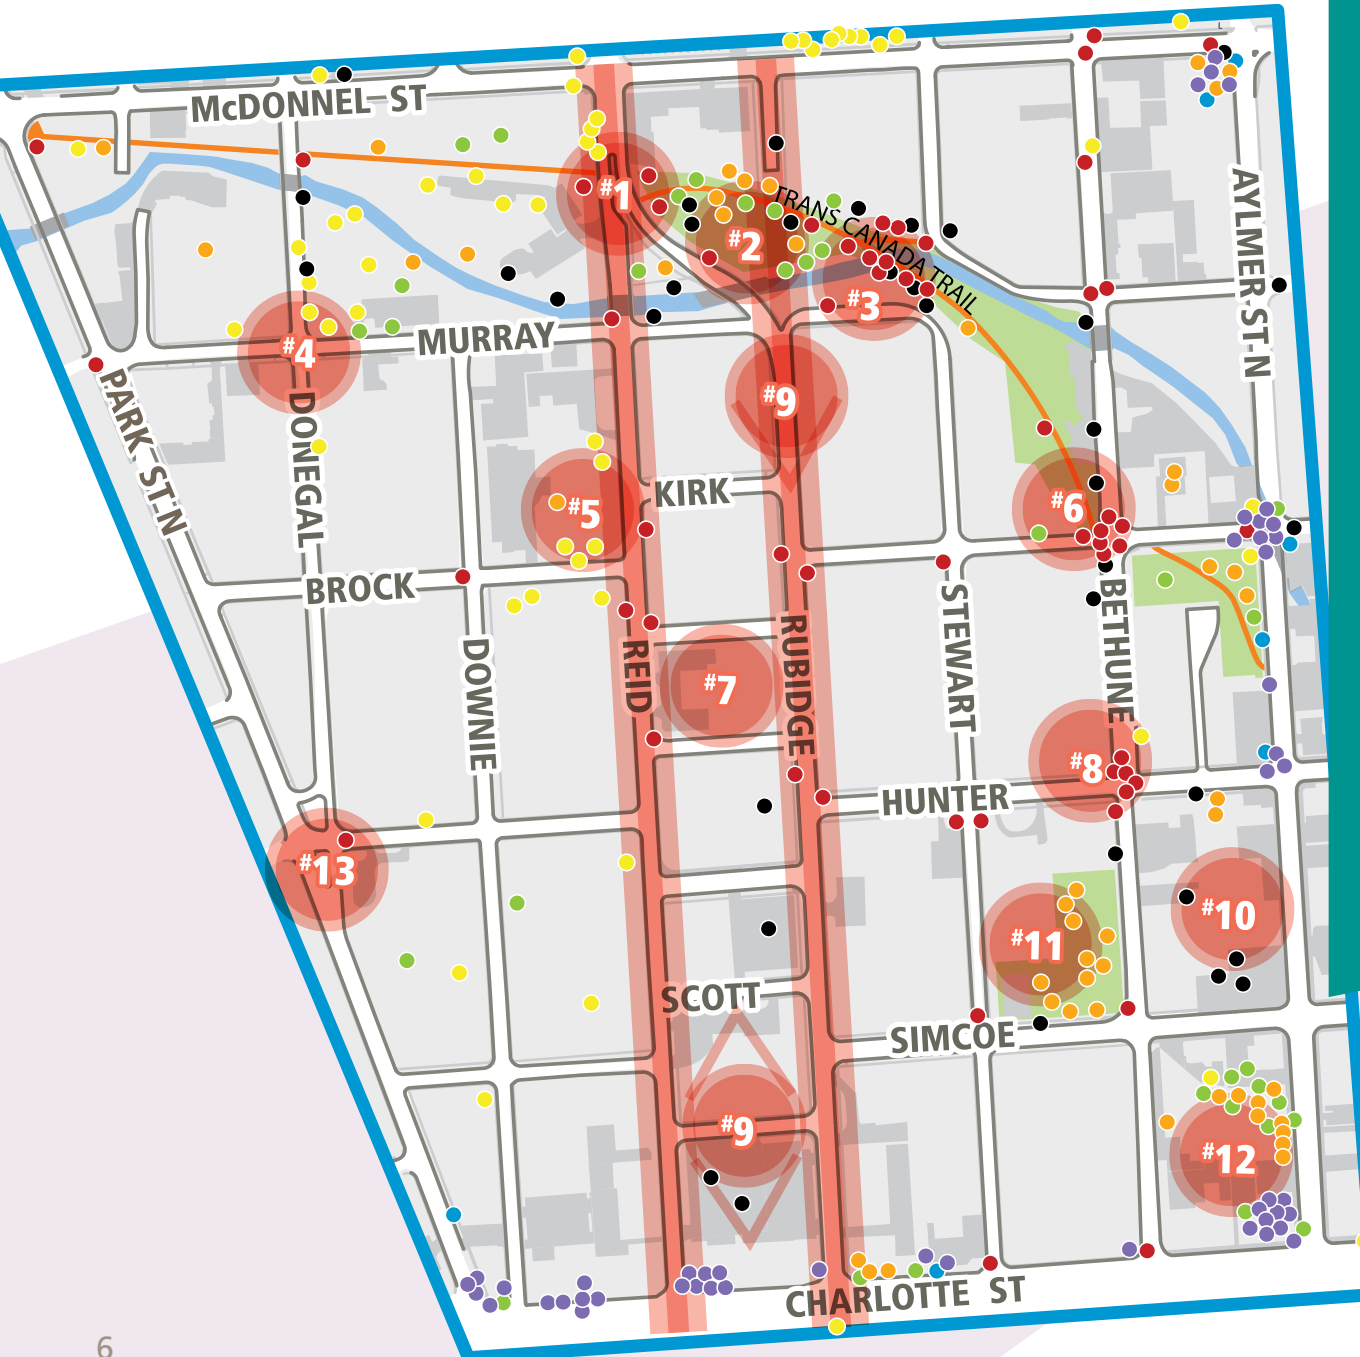 McDONNEL ST
#1
TRANS CANADA TRAIL
#2
#3
AYLMER ST N
MURRAY
#4
PARK ST N
DONEGAL
#9
KIRK
#5
#6
BROCK
DOWNIE
REID
RUBIDGE
STEWART
BETHUNE
#7
#8
HUNTER
#13
#10
#11
SCOTT
SIMCOE
#9
#12
CHARLOTTE ST
6